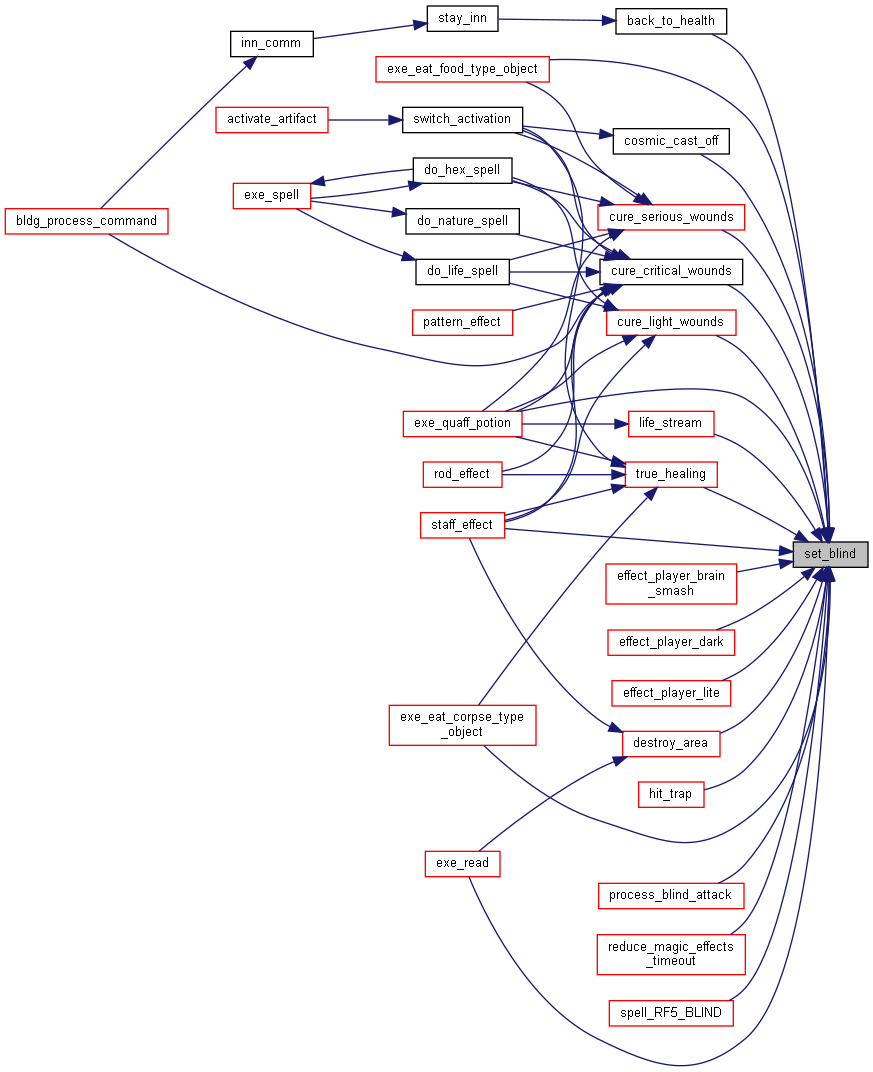 stay_inn
back_to_health
inn_comm
exe_eat_food_type_object
activate_artifact
switch_activation
cosmic_cast_off
do_hex_spell
exe_spell
bldg_process_command
do_nature_spell
cure_serious_wounds
do_life_spell
cure_critical_wounds
pattern_effect
cure_light_wounds
exe_quaff_potion
life_stream
rod_effect
true_healing
staff_effect
set_blind
effect_player_brain
_smash
effect_player_dark
effect_player_lite
exe_eat_corpse_type
_object
destroy_area
hit_trap
exe_read
process_blind_attack
reduce_magic_effects
_timeout
spell_RF5_BLIND